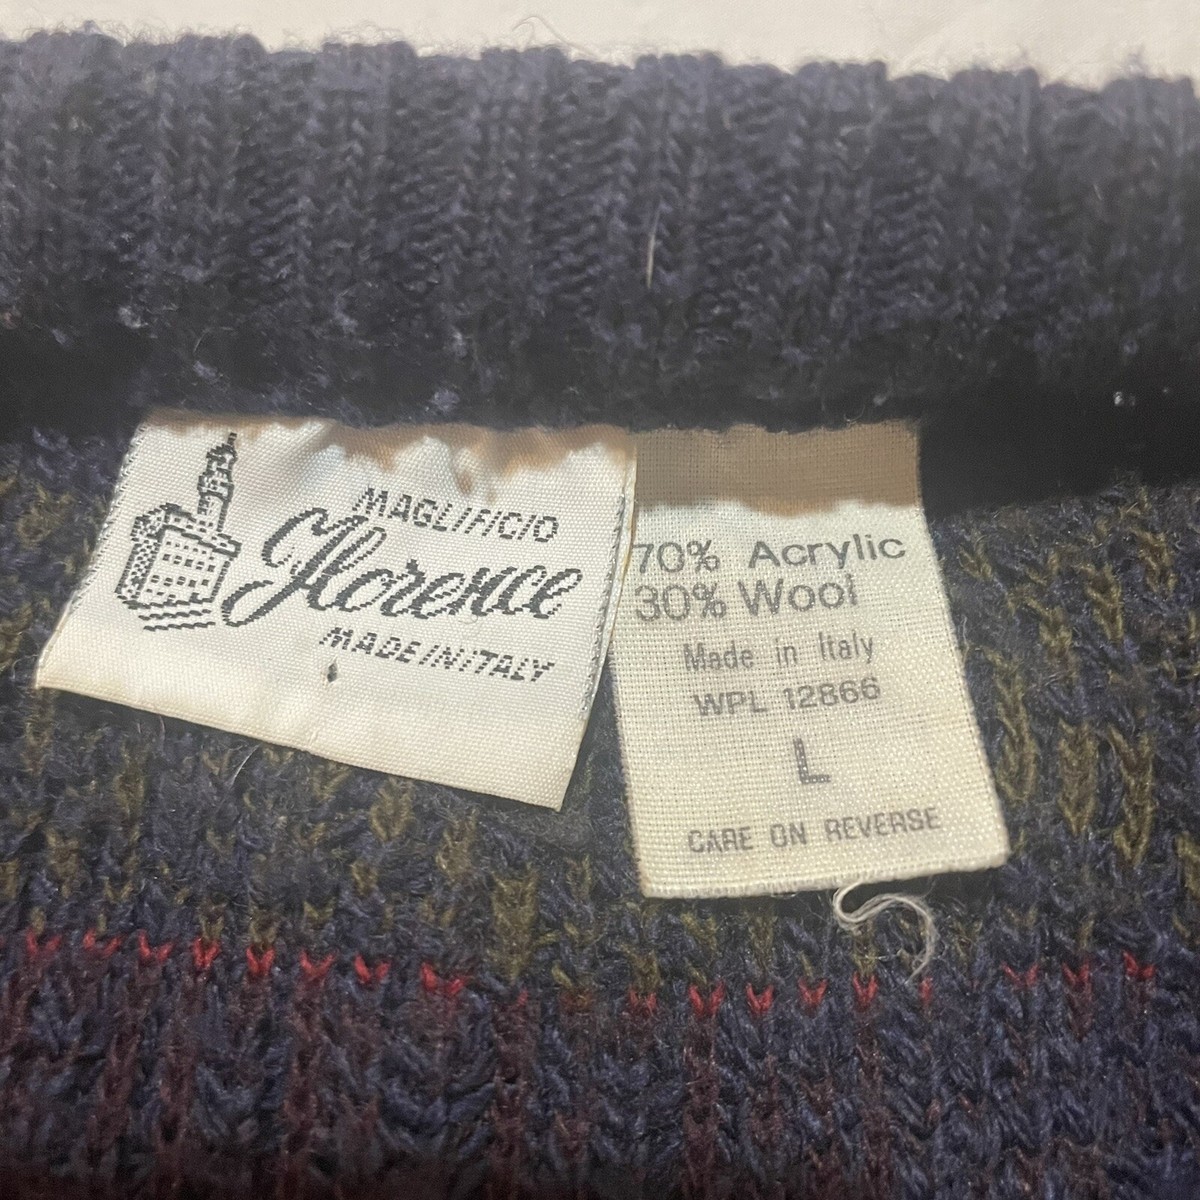 MAGLIFICIO
Florence
MADE IN ITALY
70% Acrylic
30% Wool
Made in Italy
WPL 12866
L
CARE ON REVERSE